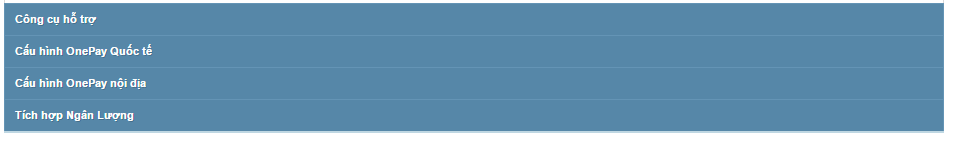 Công cụ hỗ trợ
Cấu hình OnePay Quốc tế
Cấu hình OnePay nội địa
Tích hợp Ngân Lượng